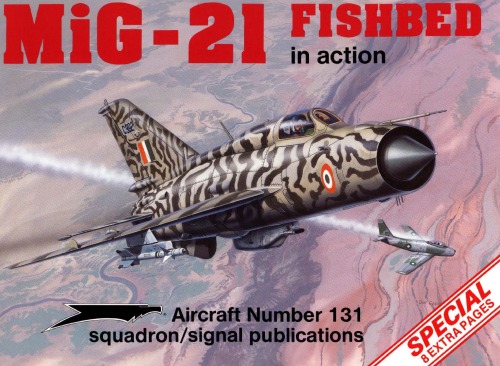 MiG-21 FISHBED
in action
Aircraft Number 131
squadron/signal publications
SPECIAL
8 EXTRA PAGES